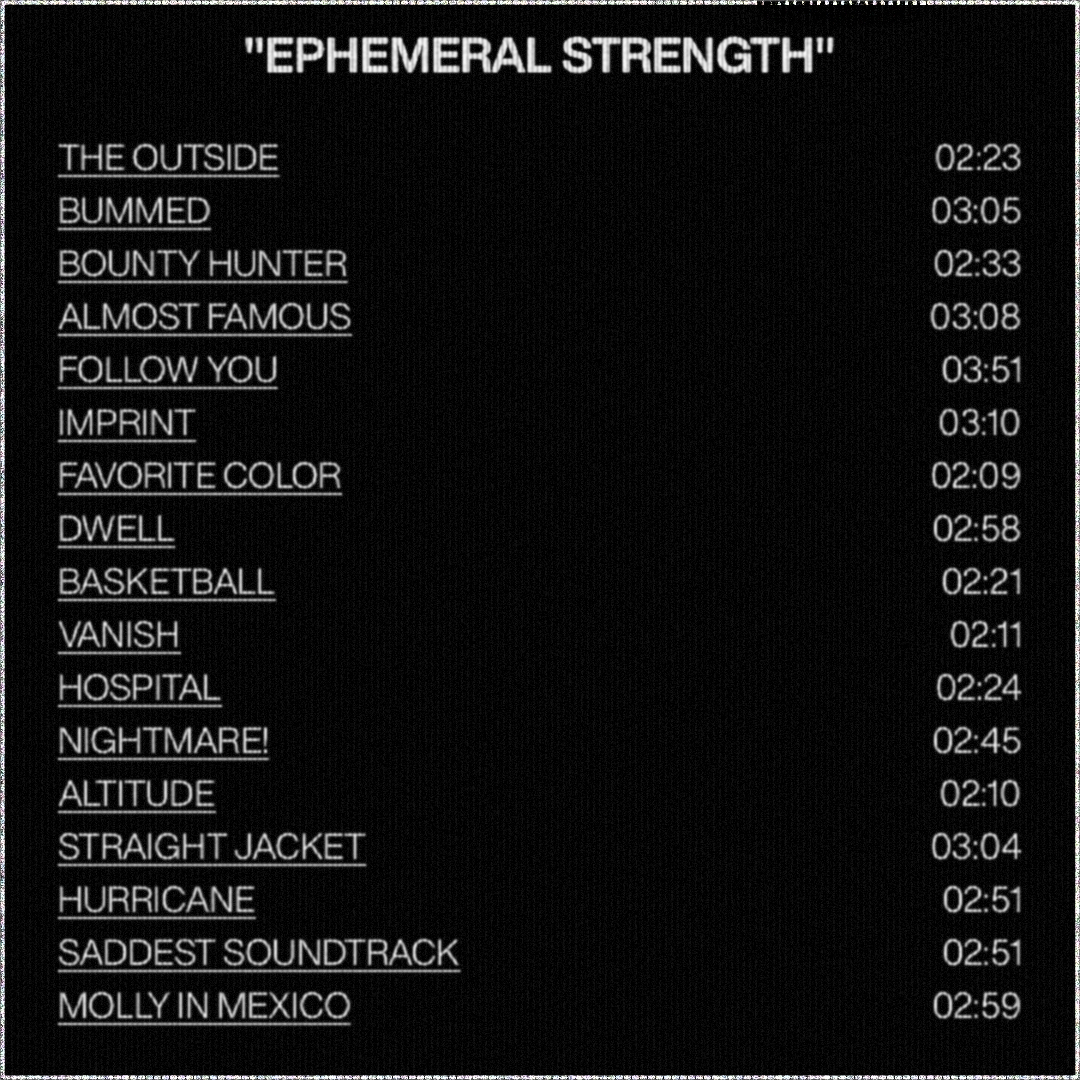 "EPHEMERAL STRENGTH"
THE OUTSIDE 02:23
BUMMED 03:05
BOUNTY HUNTER 02:33
ALMOST FAMOUS 03:08
FOLLOW YOU 03:51
IMPRINT 03:10
FAVORITE COLOR 02:09
DWELL 02:58
BASKETBALL 02:21
VANISH 02:11
HOSPITAL 02:24
NIGHTMARE! 02:45
ALTITUDE 02:10
STRAIGHT JACKET 03:04
HURRICANE 02:51
SADDEST SOUNDTRACK 02:51
MOLLY IN MEXICO 02:59